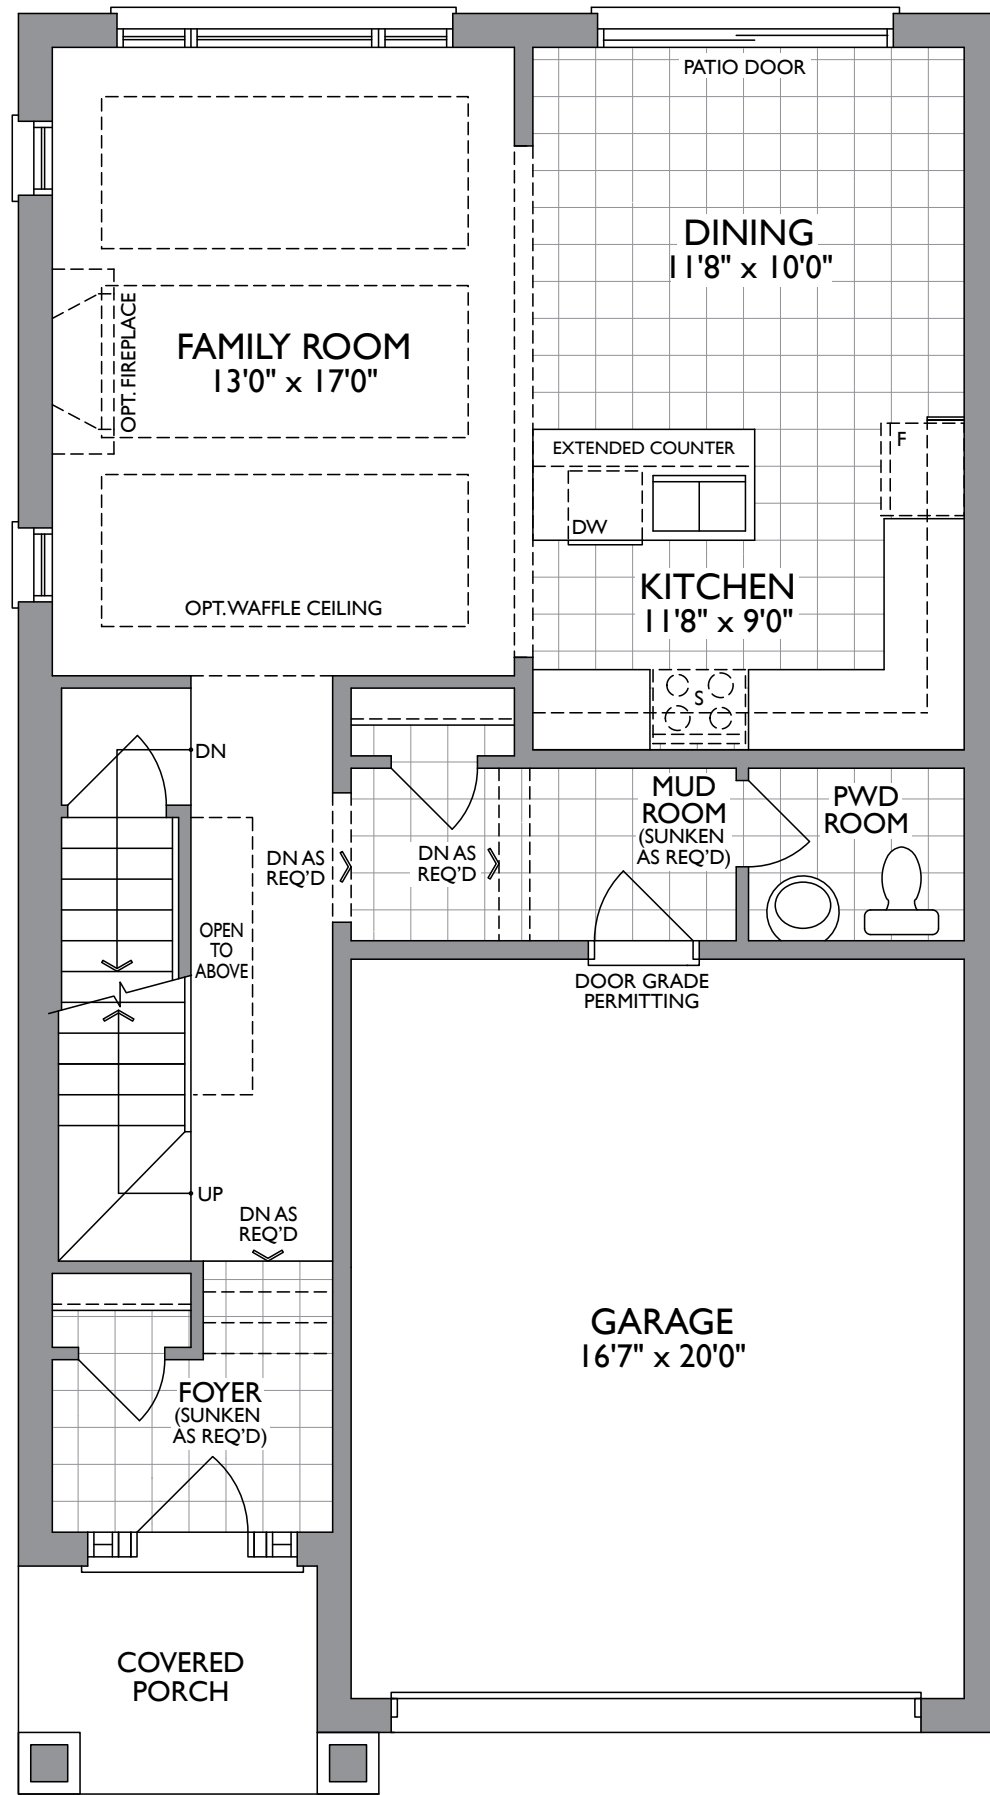 PATIO DOOR
DINING
11'8" x 10'0"
OPT. FIREPLACE
FAMILY ROOM
13'0" x 17'0"
F
EXTENDED COUNTER
DW
KITCHEN
11'8" x 9'0"
OPT. WAFFLE CEILING
S
DN
MUD
ROOM
(SUNKEN
AS REQ'D)
PWD
ROOM
DN AS
REQ'D
DN AS
REQ'D
OPEN
TO
ABOVE
DOOR GRADE
PERMITTING
UP
DN AS
REQ'D
GARAGE
16'7" x 20'0"
FOYER
(SUNKEN
AS REQ'D)
COVERED
PORCH